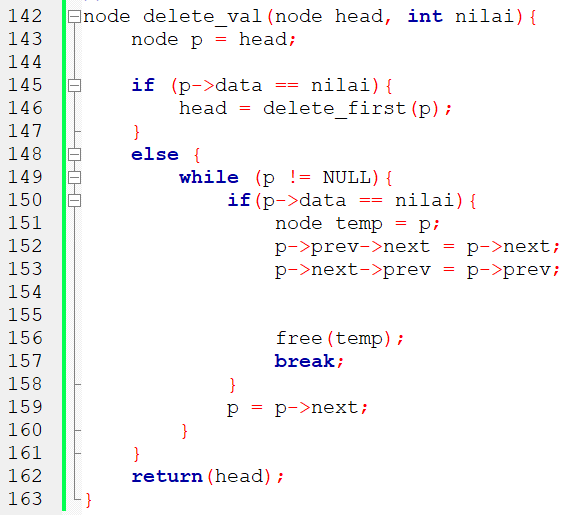 142 node delete_val(node head, int nilai){
143     node p = head;
144
145     if (p->data == nilai){
146         head = delete_first(p);
147     }
148     else {
149         while (p != NULL){
150             if(p->data == nilai){
151                 node temp = p;
152                 p->prev->next = p->next;
153                 p->next->prev = p->prev;
154
155
156                 free(temp);
157                 break;
158             }
159             p = p->next;
160         }
161     }
162     return(head);
163 }